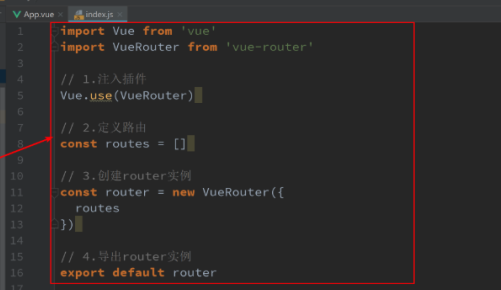 App.vue
index.js
1 import Vue from 'vue'
2 import VueRouter from 'vue-router'
3
4 // 1.注入插件
5 Vue.use(VueRouter)
6
7 // 2.定义路由
8 const routes = []
9
10 // 3.创建router实例
11 const router = new VueRouter({
12 routes
13 })
14
15 // 4.导出router实例
16 export default router
17